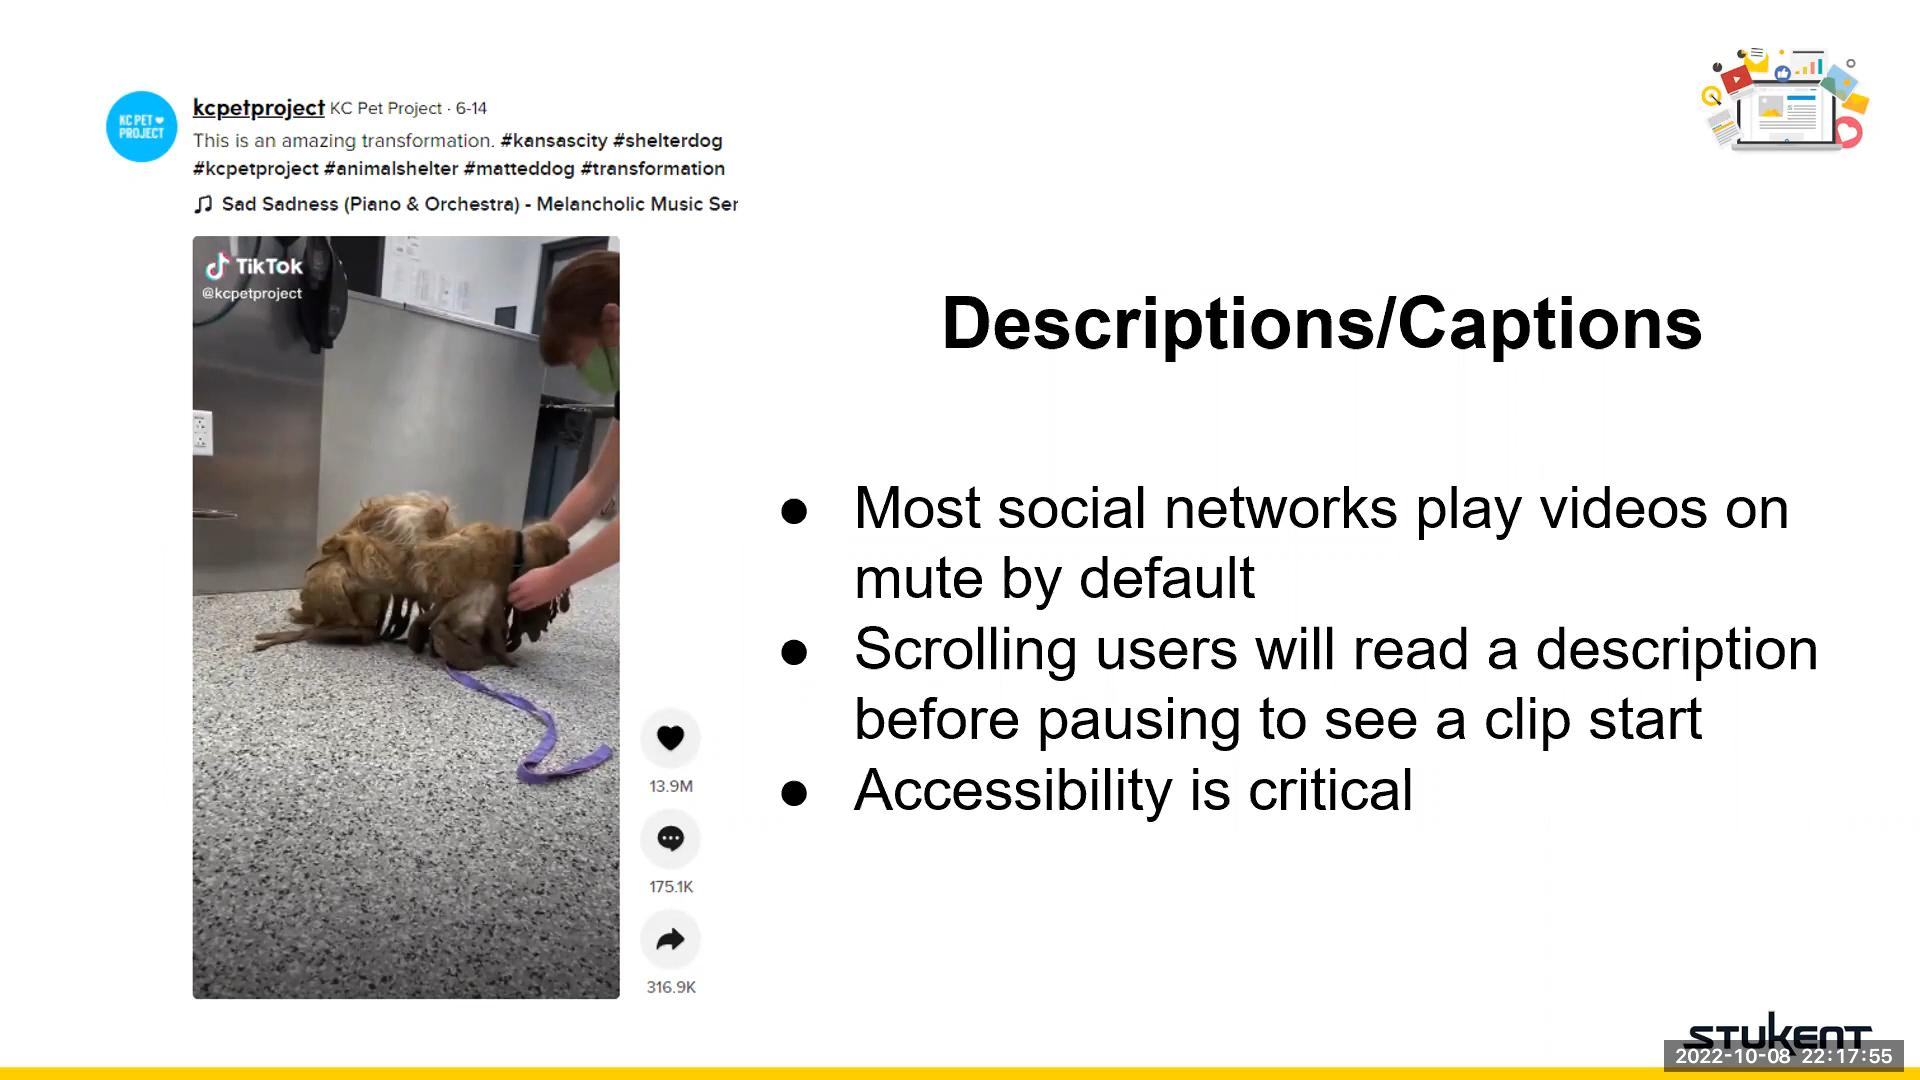 KC PET
PROJECT
kcpetproject KC Pet Project · 6-14
This is an amazing transformation. #kansascity #shelterdog
#kcpetproject #animalshelter #matteddog #transformation
Sad Sadness (Piano & Orchestra) - Melancholic Music Ser
TikTok
@kcpetproject
13.9M
175.1K
316.9K
Descriptions/Captions
● Most social networks play videos on
mute by default
● Scrolling users will read a description
before pausing to see a clip start
● Accessibility is critical
STUKENT
2022-10-08 22:17:55